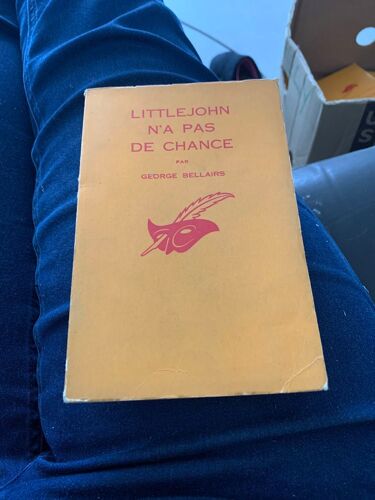 LITTLEJOHN
N'A PAS
DE CHANCE
PAR
GEORGE BELLAIRS